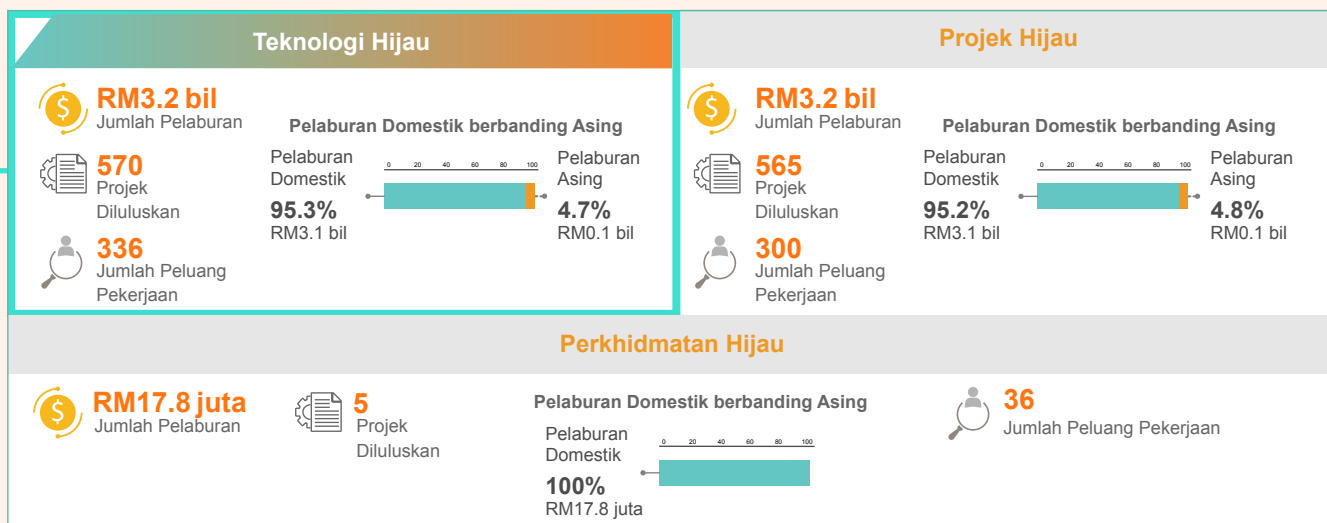 Teknologi Hijau
RM3.2 bil
Jumlah Pelaburan
570
Projek
Diluluskan
336
Jumlah Peluang
Pekerjaan
Pelaburan Domestik berbanding Asing
Pelaburan
Domestik
95.3%
RM3.1 bil
0 20 40 60 80 100
Pelaburan
Asing
4.7%
RM0.1 bil
Projek Hijau
RM3.2 bil
Jumlah Pelaburan
565
Projek
Diluluskan
300
Jumlah Peluang
Pekerjaan
Pelaburan Domestik berbanding Asing
Pelaburan
Domestik
95.2%
RM3.1 bil
0 20 40 60 80 100
Pelaburan
Asing
4.8%
RM0.1 bil
Perkhidmatan Hijau
RM17.8 juta
Jumlah Pelaburan
5
Projek
Diluluskan
Pelaburan Domestik berbanding Asing
Pelaburan
Domestik
100%
RM17.8 juta
0 20 40 60 80 100
36
Jumlah Peluang Pekerjaan